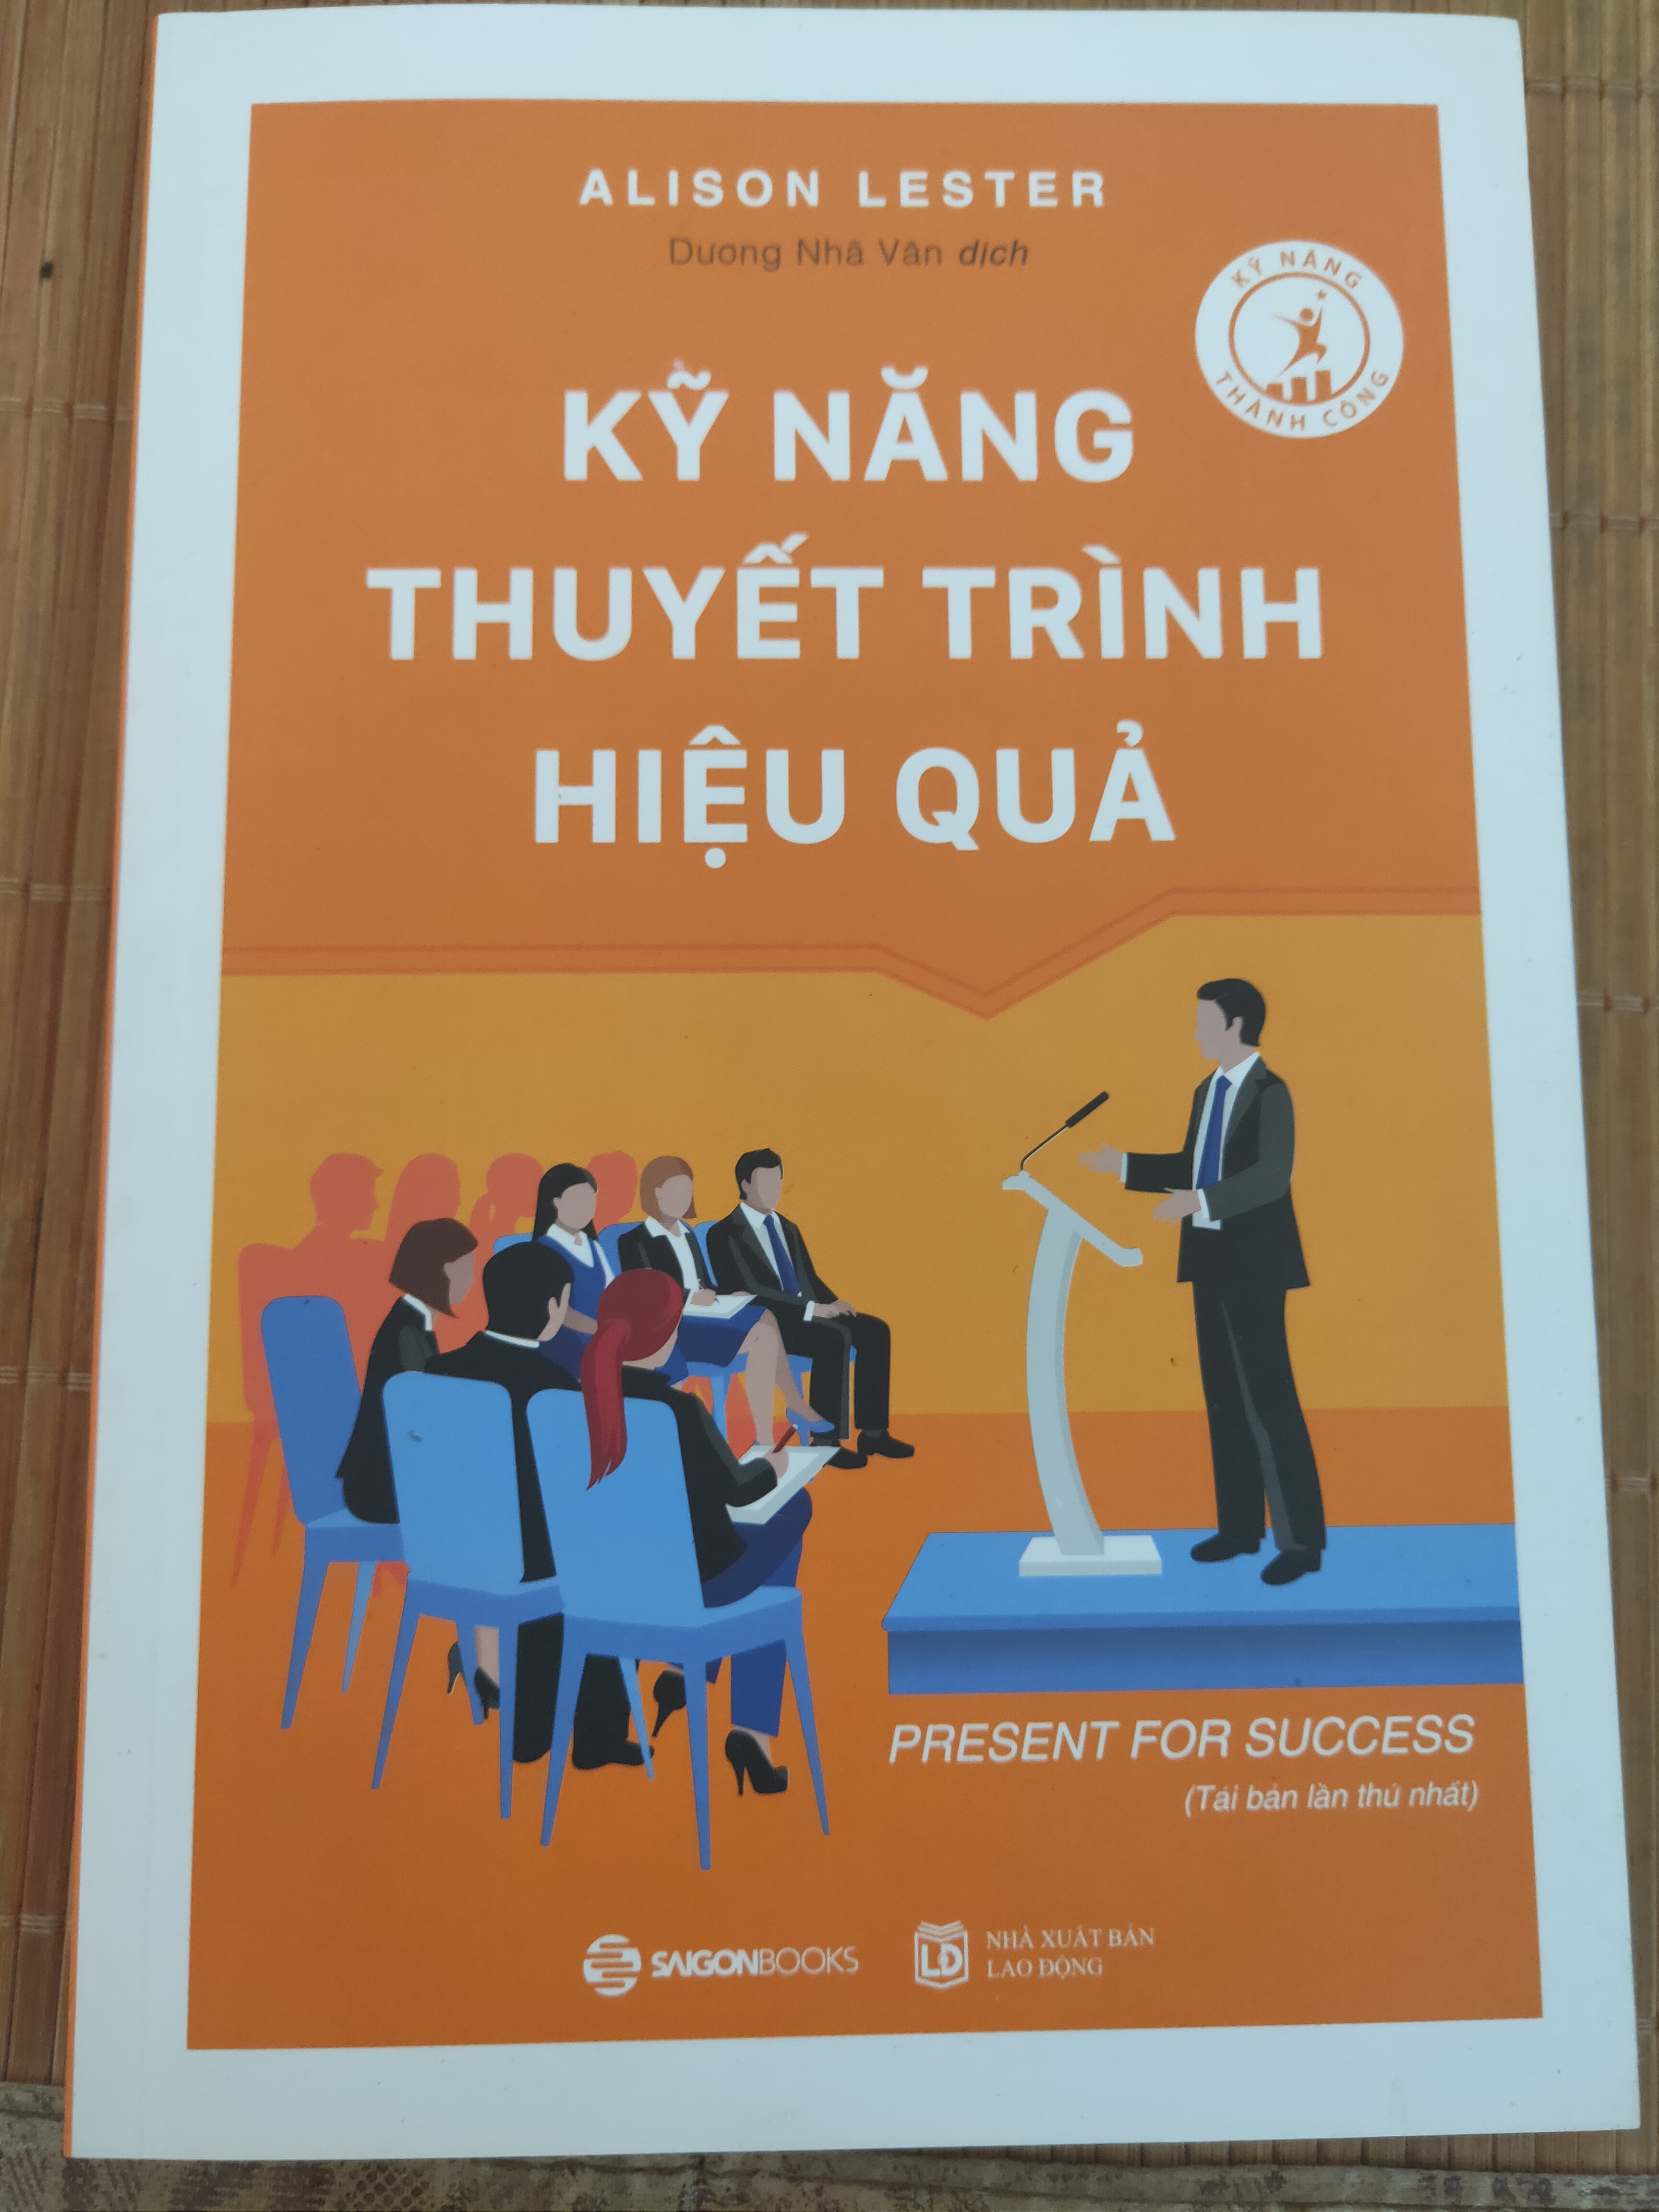 ALISON LESTER
Dương Nhã Vân dịch
KỸ NĂNG
THÀNH CÔNG
KỸ NĂNG
THUYẾT TRÌNH
HIỆU QUẢ
PRESENT FOR SUCCESS
(Tái bản lần thứ nhất)
SAIGONBOOKS
LĐ
NHÀ XUẤT BẢN
LAO ĐỘNG